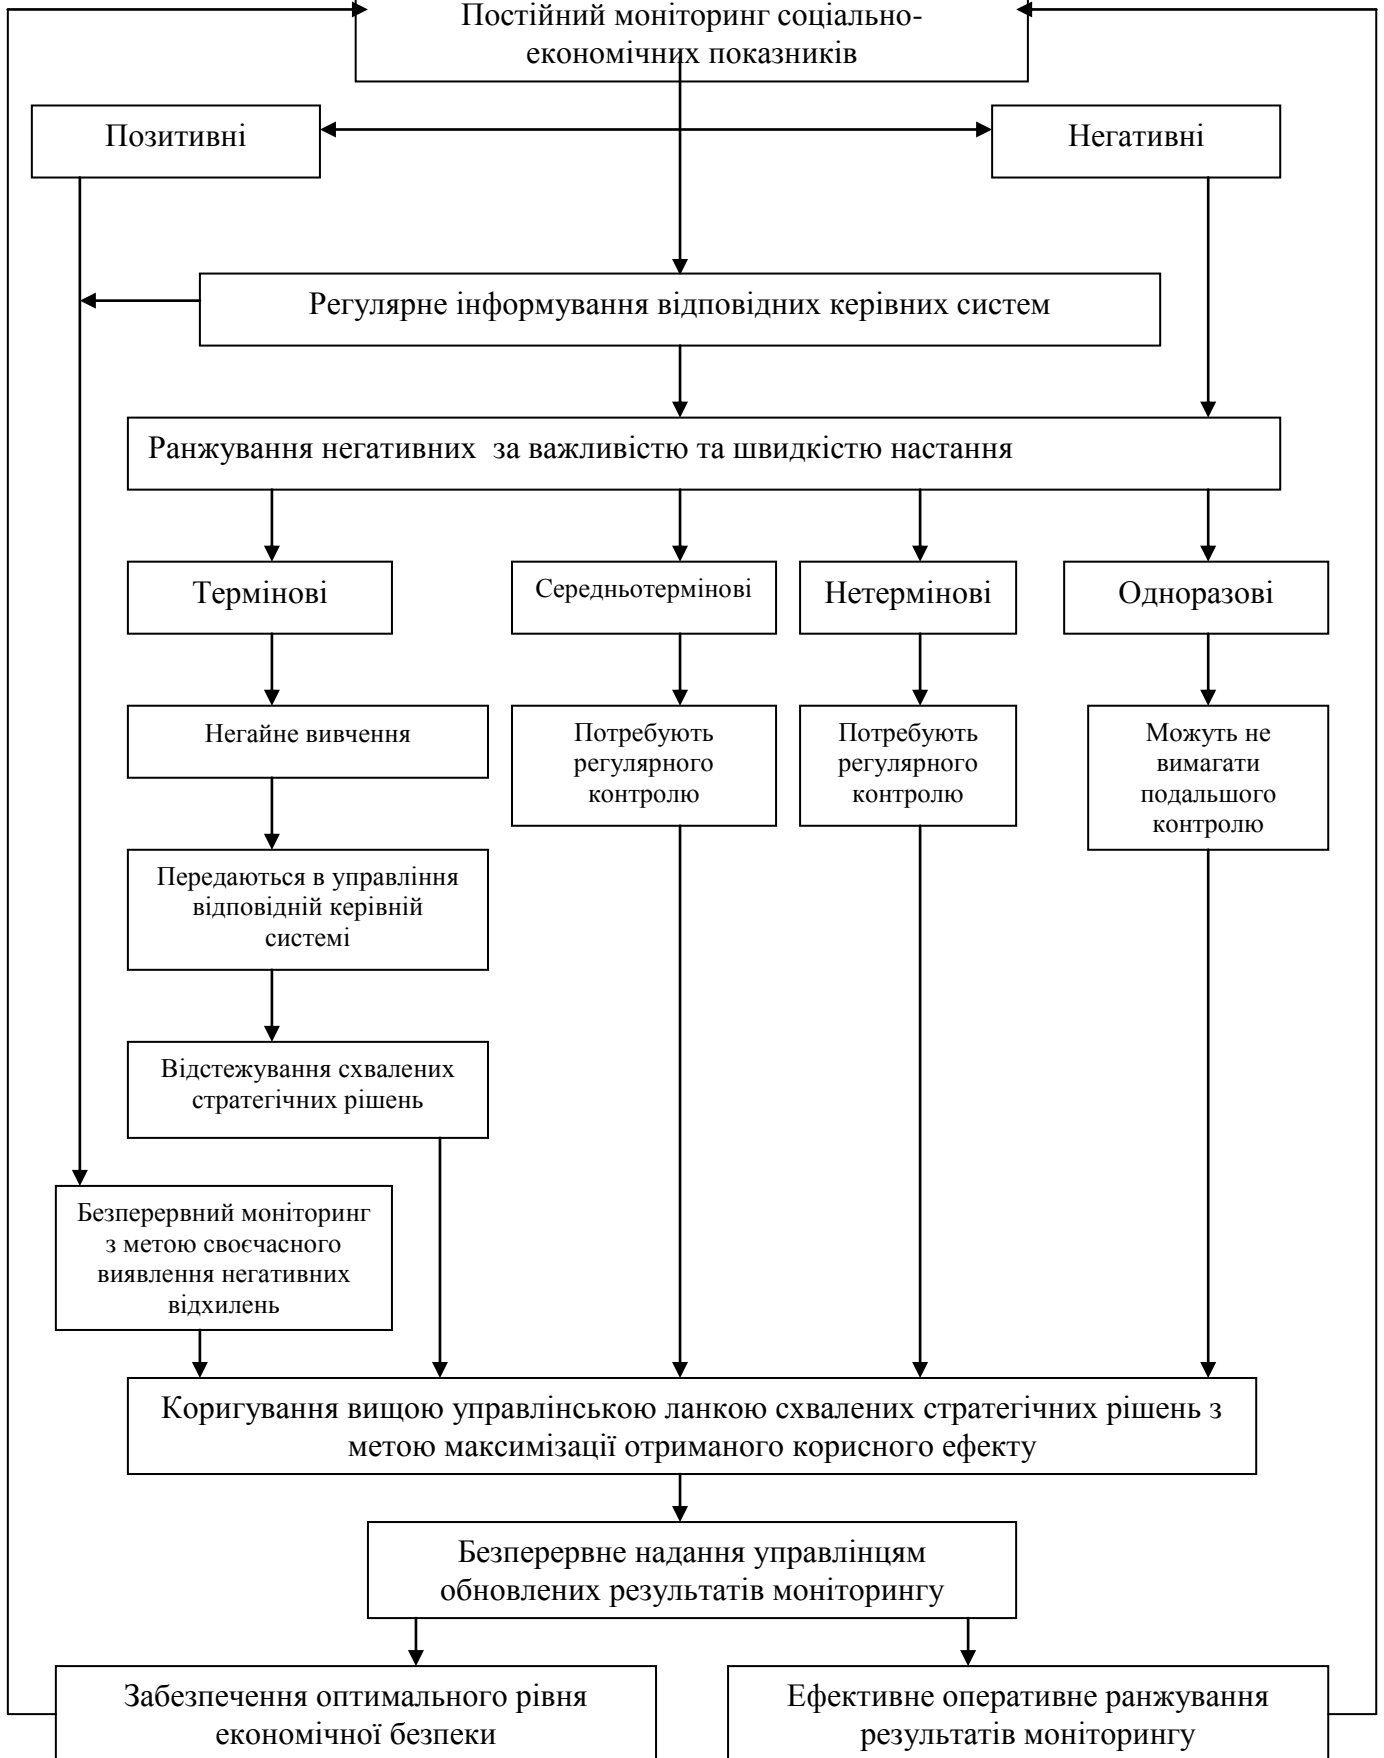 Постійний моніторинг соціально-
економічних показників
Позитивні
Негативні
Регулярне інформування відповідних керівних систем
Ранжування негативних  за важливістю та швидкістю настання
Термінові
Середньотермінові
Нетермінові
Одноразові
Негайне вивчення
Потребують
регулярного
контролю
Потребують
регулярного
контролю
Можуть не
вимагати
подальшого
контролю
Передаються в управління
відповідній керівній
системі
Відстежування схвалених
стратегічних рішень
Безперервний моніторинг
з метою своєчасного
виявлення негативних
відхилень
Коригування вищою управлінською ланкою схвалених стратегічних рішень з
метою максимізації отриманого корисного ефекту
Безперервне надання управлінцям
обновлених результатів моніторингу
Забезпечення оптимального рівня
економічної безпеки
Ефективне оперативне ранжування
результатів моніторингу